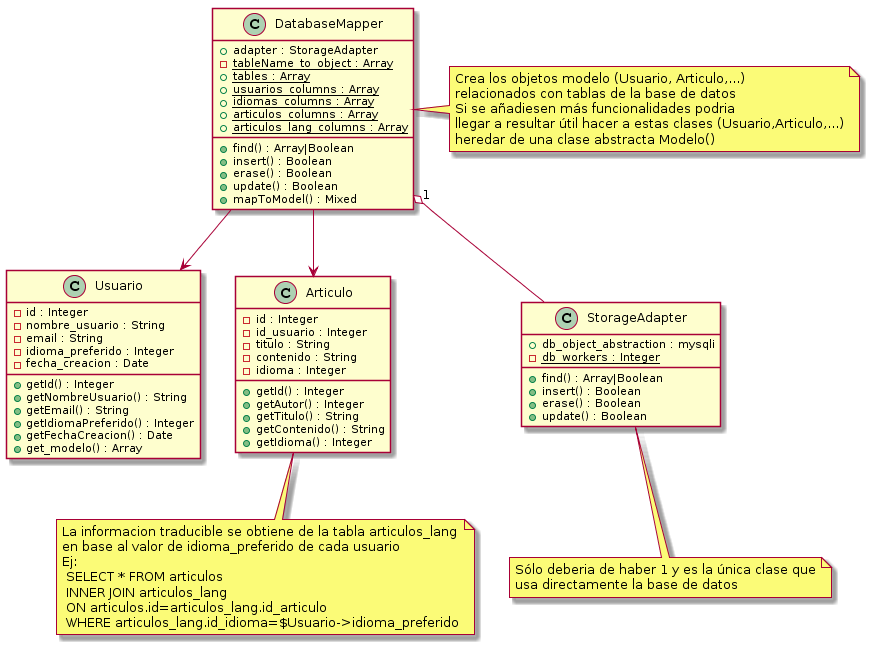 C DatabaseMapper
adapter : StorageAdapter
tableName_to_object : Array
tables : Array
usuarios_columns : Array
idiomas_columns : Array
articulos_columns : Array
articulos_lang_columns : Array
find() : Array|Boolean
insert() : Boolean
erase() : Boolean
update() : Boolean
mapToModel() : Mixed
Crea los objetos modelo (Usuario, Articulo,...)
relacionados con tablas de la base de datos
Si se añadiesen más funcionalidades podria
llegar a resultar útil hacer a estas clases (Usuario,Articulo,...)
heredar de una clase abstracta Modelo()
1
C Usuario
id : Integer
nombre_usuario : String
email : String
idioma_preferido : Integer
fecha_creacion : Date
getId() : Integer
getNombreUsuario() : String
getEmail() : String
getIdiomaPreferido() : Integer
getFechaCreacion() : Date
get_modelo() : Array
C Articulo
id : Integer
id_usuario : Integer
titulo : String
contenido : String
idioma : Integer
getId() : Integer
getAutor() : Integer
getTitulo() : String
getContenido() : String
getIdioma() : Integer
C StorageAdapter
db_object_abstraction : mysqli
db_workers : Integer
find() : Array|Boolean
insert() : Boolean
erase() : Boolean
update() : Boolean
La informacion traducible se obtiene de la tabla articulos_lang
en base al valor de idioma_preferido de cada usuario
Ej:
SELECT * FROM articulos
INNER JOIN articulos_lang
ON articulos.id=articulos_lang.id_articulo
WHERE articulos_lang.id_idioma=$Usuario->idioma_preferido
Sólo deberia de haber 1 y es la única clase que
usa directamente la base de datos